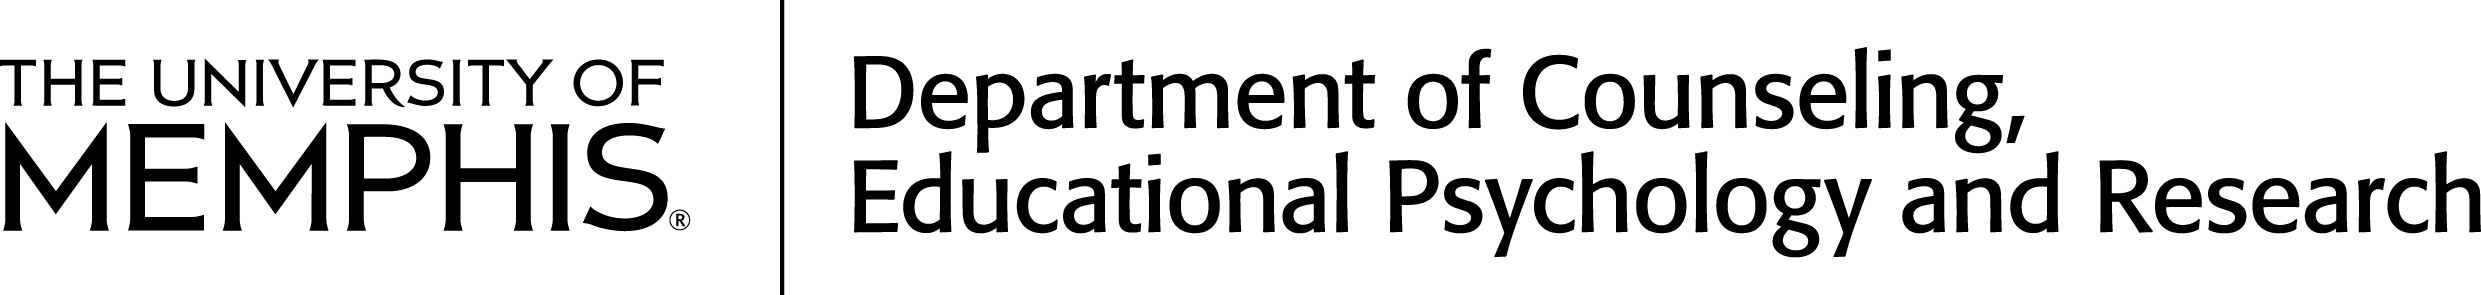 THE UNIVERSITY OF
MEMPHIS®
Department of Counseling,
Educational Psychology and Research